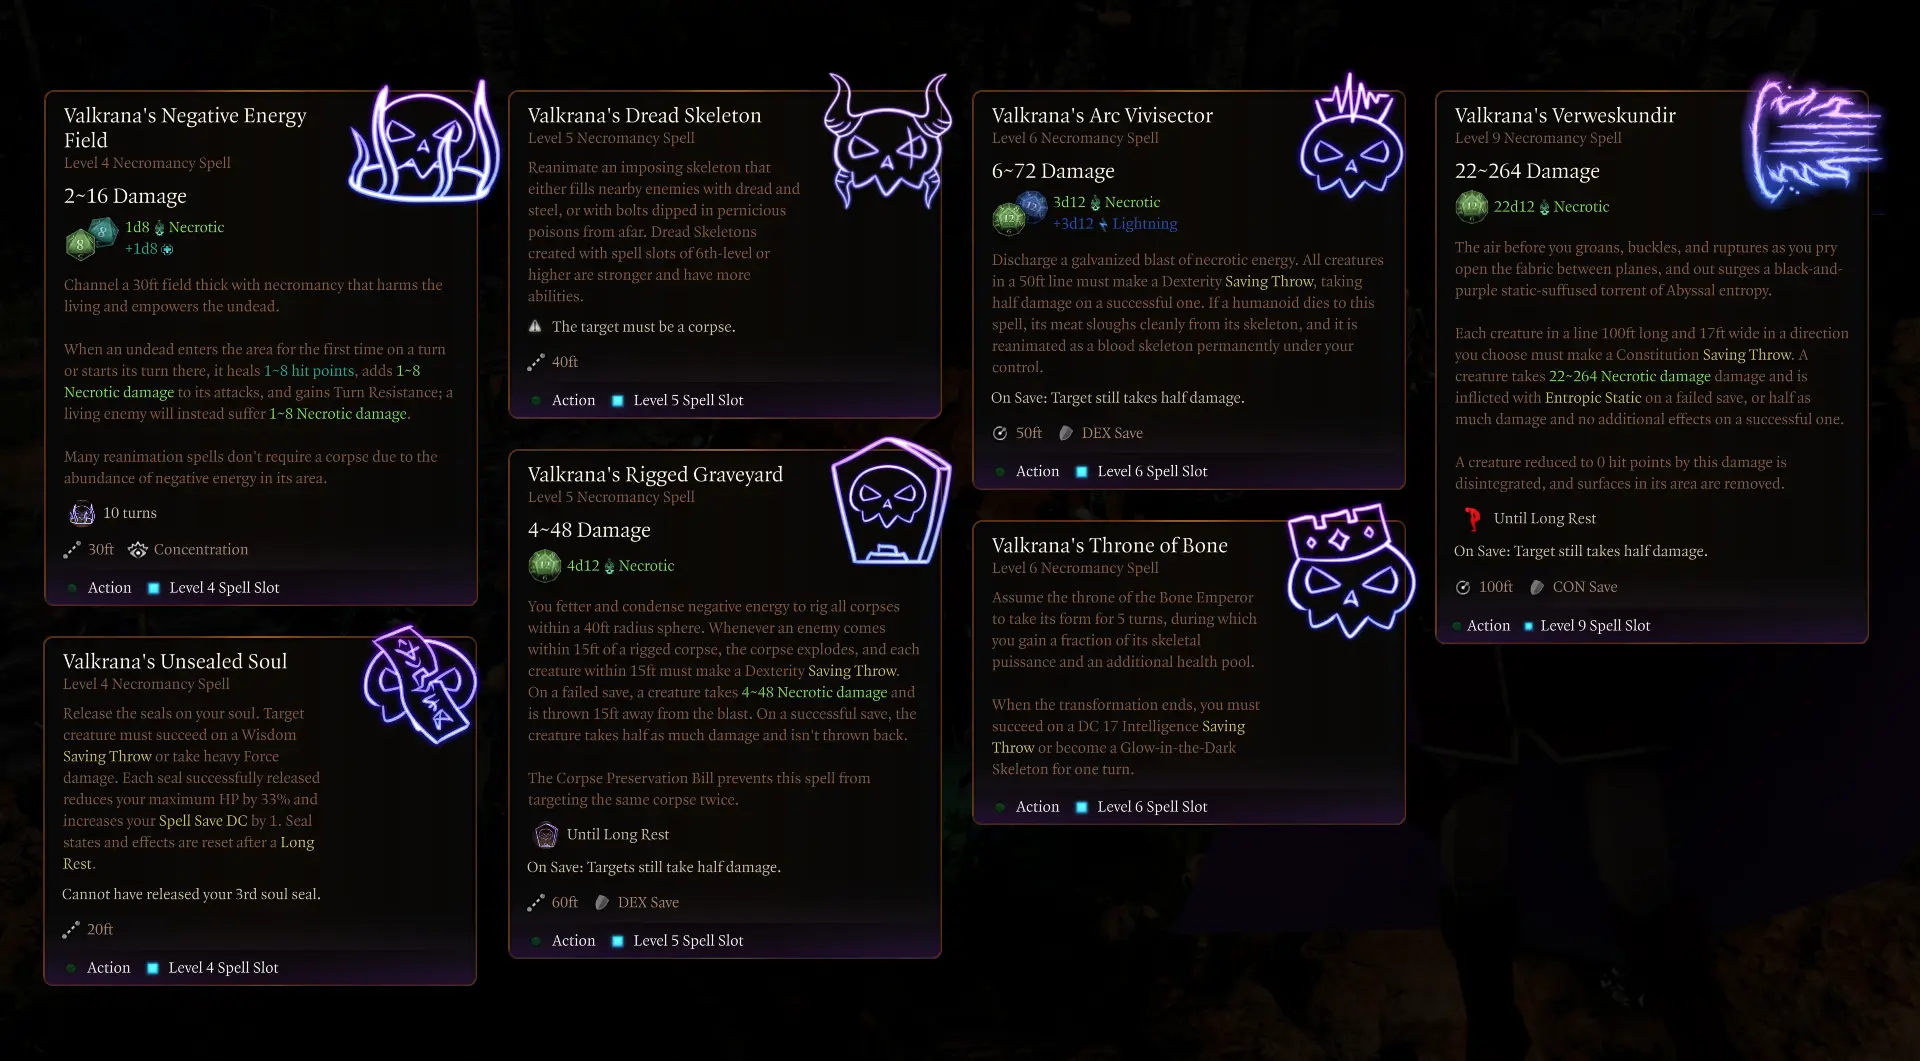 Valkrana's Negative Energy
Field
Level 4 Necromancy Spell
2~16 Damage
8
8
1d8 Necrotic
+1d8
Channel a 30ft field thick with necromancy that harms the
living and empowers the undead.
When an undead enters the area for the first time on a turn
or starts its turn there, it heals 1~8 hit points, adds 1~8
Necrotic damage to its attacks, and gains Turn Resistance; a
living enemy will instead suffer 1~8 Necrotic damage.
Many reanimation spells don't require a corpse due to the
abundance of negative energy in its area.
10 turns
30ft Concentration
Action Level 4 Spell Slot
Valkrana's Unsealed Soul
Level 4 Necromancy Spell
Release the seals on your soul. Target
creature must succeed on a Wisdom
Saving Throw or take heavy Force
damage. Each seal successfully released
reduces your maximum HP by 33% and
increases your Spell Save DC by 1. Seal
states and effects are reset after a Long
Rest.
Cannot have released your 3rd soul seal.
20ft
Action Level 4 Spell Slot
Valkrana's Dread Skeleton
Level 5 Necromancy Spell
Reanimate an imposing skeleton that
either fills nearby enemies with dread and
steel, or with bolts dipped in pernicious
poisons from afar. Dread Skeletons
created with spell slots of 6th-level or
higher are stronger and have more
abilities.
The target must be a corpse.
40ft
Action Level 5 Spell Slot
Valkrana's Rigged Graveyard
Level 5 Necromancy Spell
4~48 Damage
12
4d12 Necrotic
You fetter and condense negative energy to rig all corpses
within a 40ft radius sphere. Whenever an enemy comes
within 15ft of a rigged corpse, the corpse explodes, and each
creature within 15ft must make a Dexterity Saving Throw.
On a failed save, a creature takes 4~48 Necrotic damage and
is thrown 15ft away from the blast. On a successful save, the
creature takes half as much damage and isn't thrown back.
The Corpse Preservation Bill prevents this spell from
targeting the same corpse twice.
Until Long Rest
On Save: Targets still take half damage.
60ft DEX Save
Action Level 5 Spell Slot
Valkrana's Arc Vivisector
Level 6 Necromancy Spell
6~72 Damage
12
12
3d12 Necrotic
+3d12 Lightning
Discharge a galvanized blast of necrotic energy. All creatures
in a 50ft line must make a Dexterity Saving Throw, taking
half damage on a successful one. If a humanoid dies to this
spell, its meat sloughs cleanly from its skeleton, and it is
reanimated as a blood skeleton permanently under your
control.
On Save: Target still takes half damage.
50ft DEX Save
Action Level 6 Spell Slot
Valkrana's Throne of Bone
Level 6 Necromancy Spell
Assume the throne of the Bone Emperor
to take its form for 5 turns, during which
you gain a fraction of its skeletal
puissance and an additional health pool.
When the transformation ends, you must
succeed on a DC 17 Intelligence Saving
Throw or become a Glow-in-the-Dark
Skeleton for one turn.
Action Level 6 Spell Slot
Valkrana's Verweskundir
Level 9 Necromancy Spell
22~264 Damage
12
22d12 Necrotic
The air before you groans, buckles, and ruptures as you pry
open the fabric between planes, and out surges a black-and-
purple static-suffused torrent of Abyssal entropy.
Each creature in a line 100ft long and 17ft wide in a direction
you choose must make a Constitution Saving Throw. A
creature takes 22~264 Necrotic damage damage and is
inflicted with Entropic Static on a failed save, or half as
much damage and no additional effects on a successful one.
A creature reduced to 0 hit points by this damage is
disintegrated, and surfaces in its area are removed.
Until Long Rest
On Save: Target still takes half damage.
100ft CON Save
Action Level 9 Spell Slot